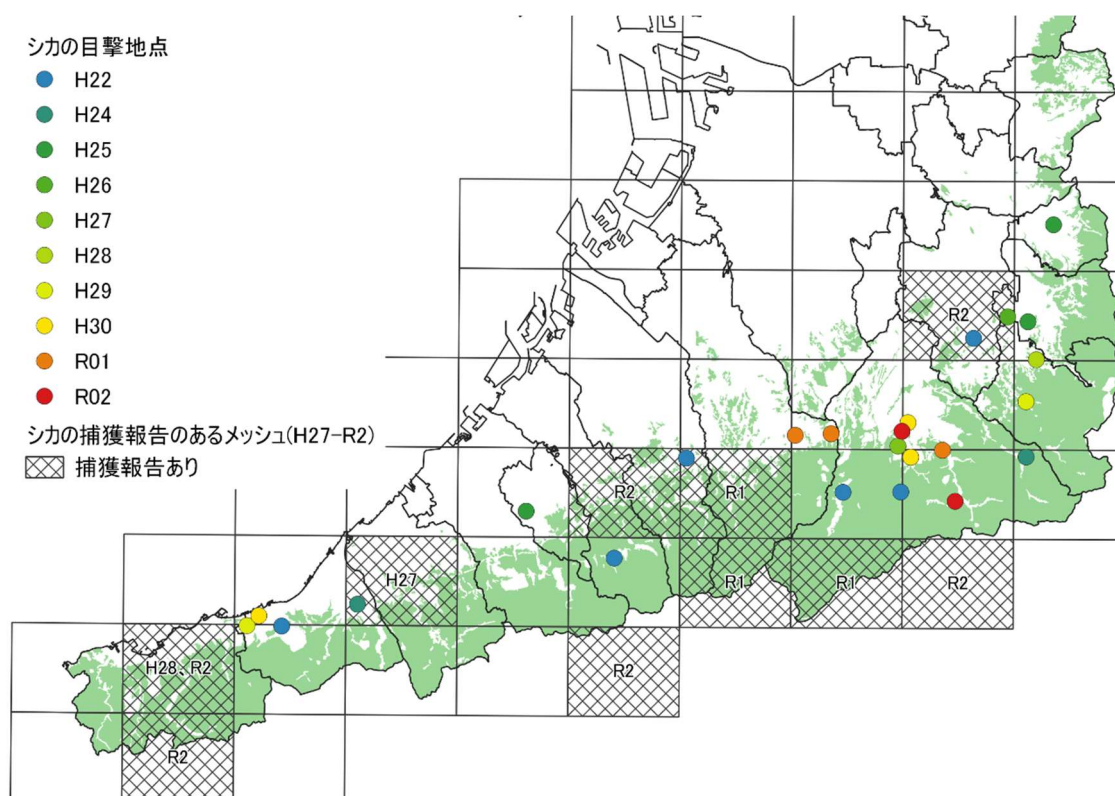 シカの目撃地点
H22
H24
H25
H26
H27
H28
H29
H30
R01
R02
シカの捕獲報告のあるメッシュ(H27-R2)
捕獲報告あり
R2
R2
R1
H27
R1
R1
R2
H28、R2
R2
R2